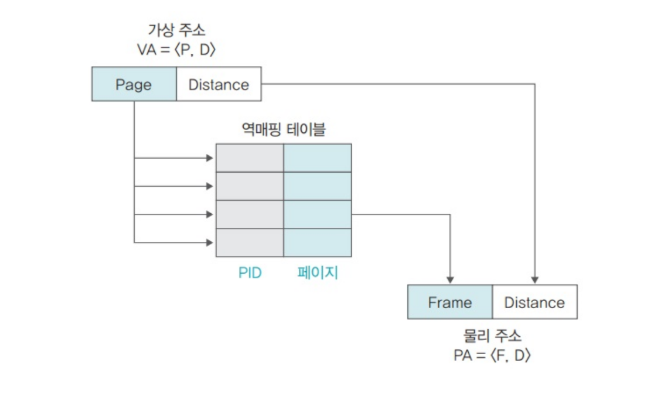 가상 주소
VA = 〈P, D〉
Page Distance
역매핑 테이블
PID 페이지
Frame Distance
물리 주소
PA = 〈F, D〉